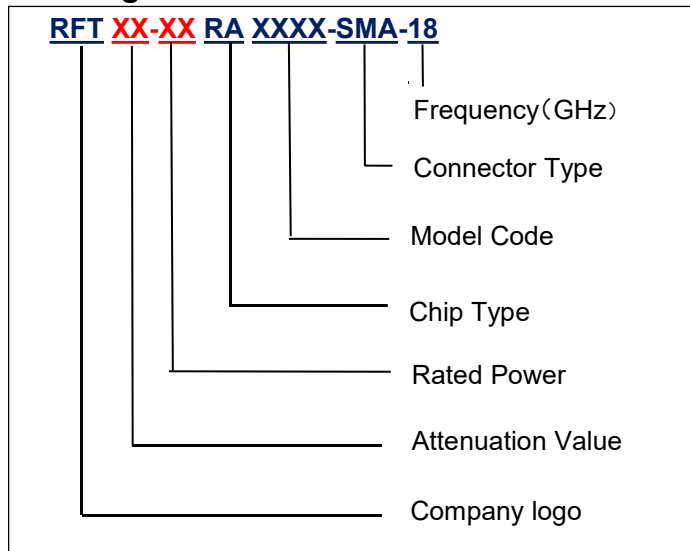 RFT XX-XX RA XXXX-SMA-18
Frequency（GHz）
Connector Type
Model Code
Chip Type
Rated Power
Attenuation Value
Company logo